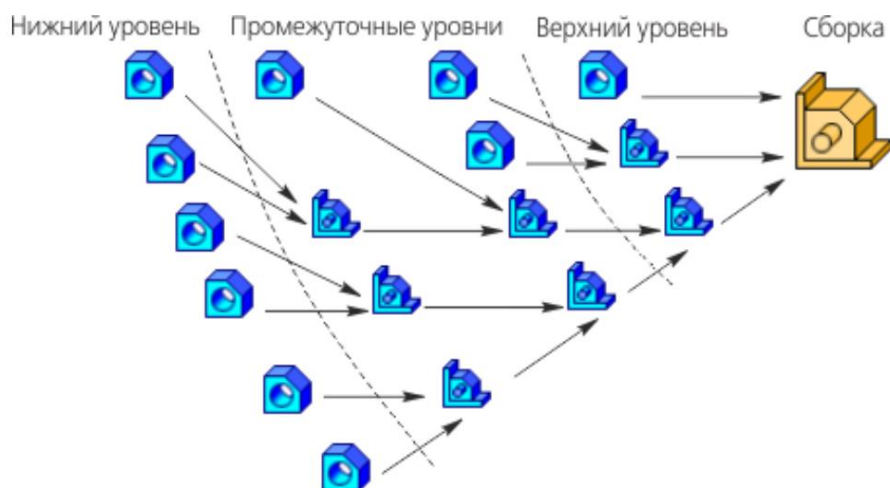 Нижний уровень
Промежуточные уровни
Верхний уровень
Сборка